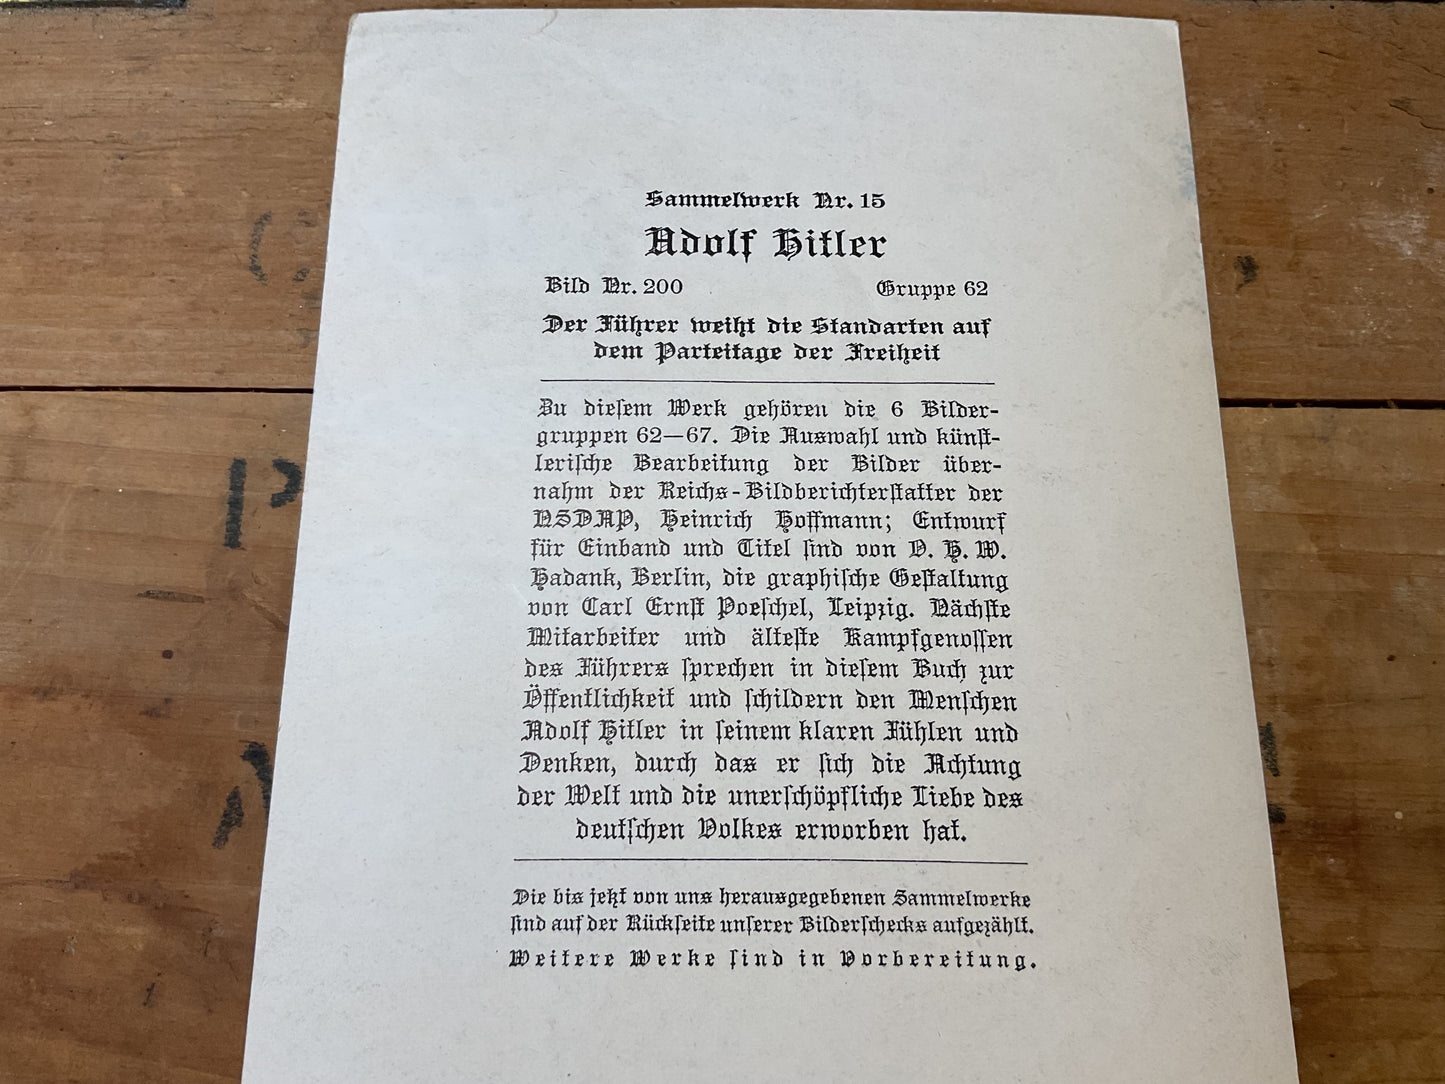 Sammelwerk Nr. 15
Adolf Hitler
Bild Nr. 200 Gruppe 62
Der Führer weiht die Standarten auf
dem Parteitage der Freiheit
Zu diesem Werk gehören die 6 Bilder-
gruppen 62—67. Die Auswahl und künst-
lerische Bearbeitung der Bilder über-
nahm der Reichs-Bildberichterstatter der
NSDAP, Heinrich Hoffmann; Entwurf
für Einband und Titel sind von O. H. W.
Hadank, Berlin, die graphische Gestaltung
von Carl Ernst Poeschel, Leipzig. Nächste
Mitarbeiter und älteste Kampfgenossen
des Führers sprechen in diesem Buch zur
Öffentlichkeit und schildern den Menschen
Adolf Hitler in seinem klaren Fühlen und
Denken, durch das er sich die Achtung
der Welt und die unerschöpfliche Liebe des
deutschen Volkes erworben hat.
Die bis jetzt von uns herausgegebenen Sammelwerke
sind auf der Rückseite unserer Bilderschecks aufgezählt.
Weitere Werke sind in Vorbereitung.